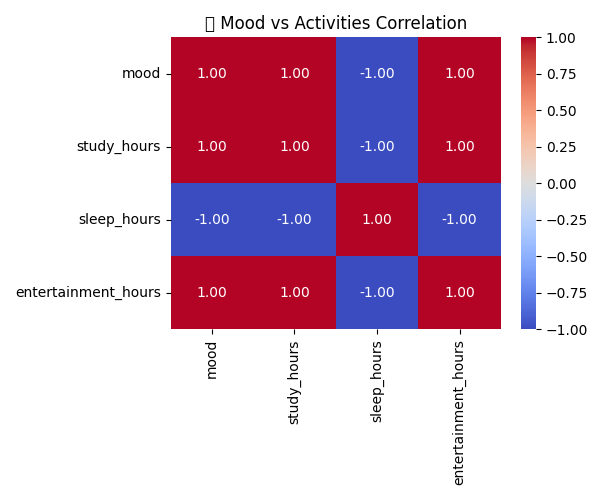 Mood vs Activities Correlation
mood 1.00 1.00 -1.00 1.00
study_hours 1.00 1.00 -1.00 1.00
sleep_hours -1.00 -1.00 1.00 -1.00
entertainment_hours 1.00 1.00 -1.00 1.00
mood
study_hours
sleep_hours
entertainment_hours
1.00
0.75
0.50
0.25
0.00
−0.25
−0.50
−0.75
−1.00